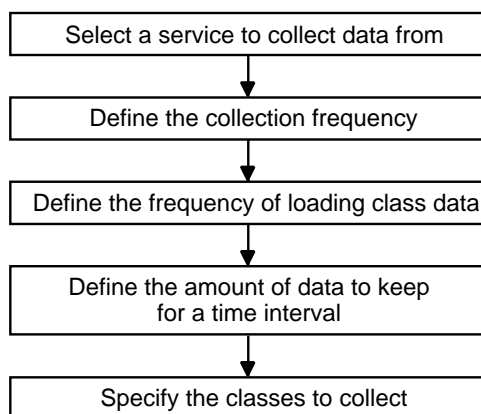 Select a service to collect data from
Define the collection frequency
Define the frequency of loading class data
Define the amount of data to keep
for a time interval
Specify the classes to collect